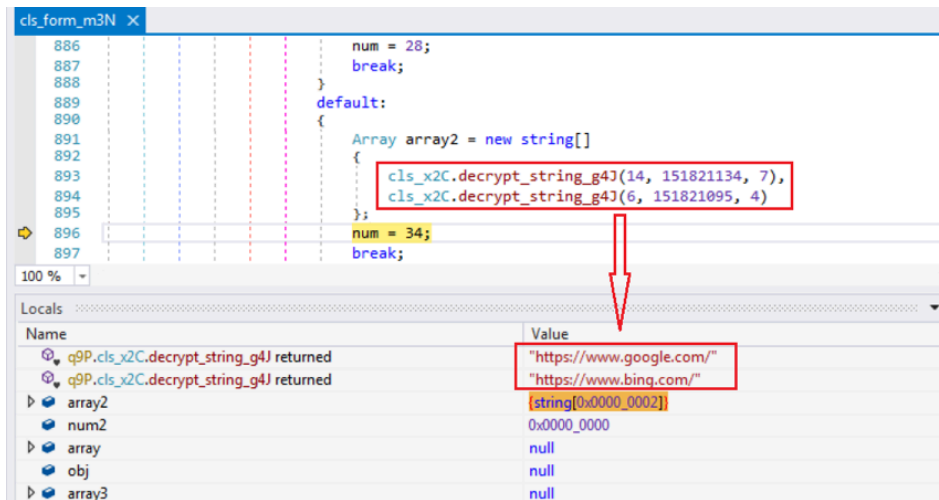 cls_form_m3N ×
886 num = 28;
887 break;
888 }
889 default:
890 {
891 Array array2 = new string[]
892 {
893 cls_x2C.decrypt_string_g4J(14, 151821134, 7),
894 cls_x2C.decrypt_string_g4J(6, 151821095, 4)
895 };
896 num = 34;
897 break;
100 %
Locals
Name Value
q9P.cls_x2C.decrypt_string_g4J returned "https://www.google.com/"
q9P.cls_x2C.decrypt_string_g4J returned "https://www.bing.com/"
array2 {string[0x0000_0002]}
num2 0x0000_0000
array null
obj null
array3 null